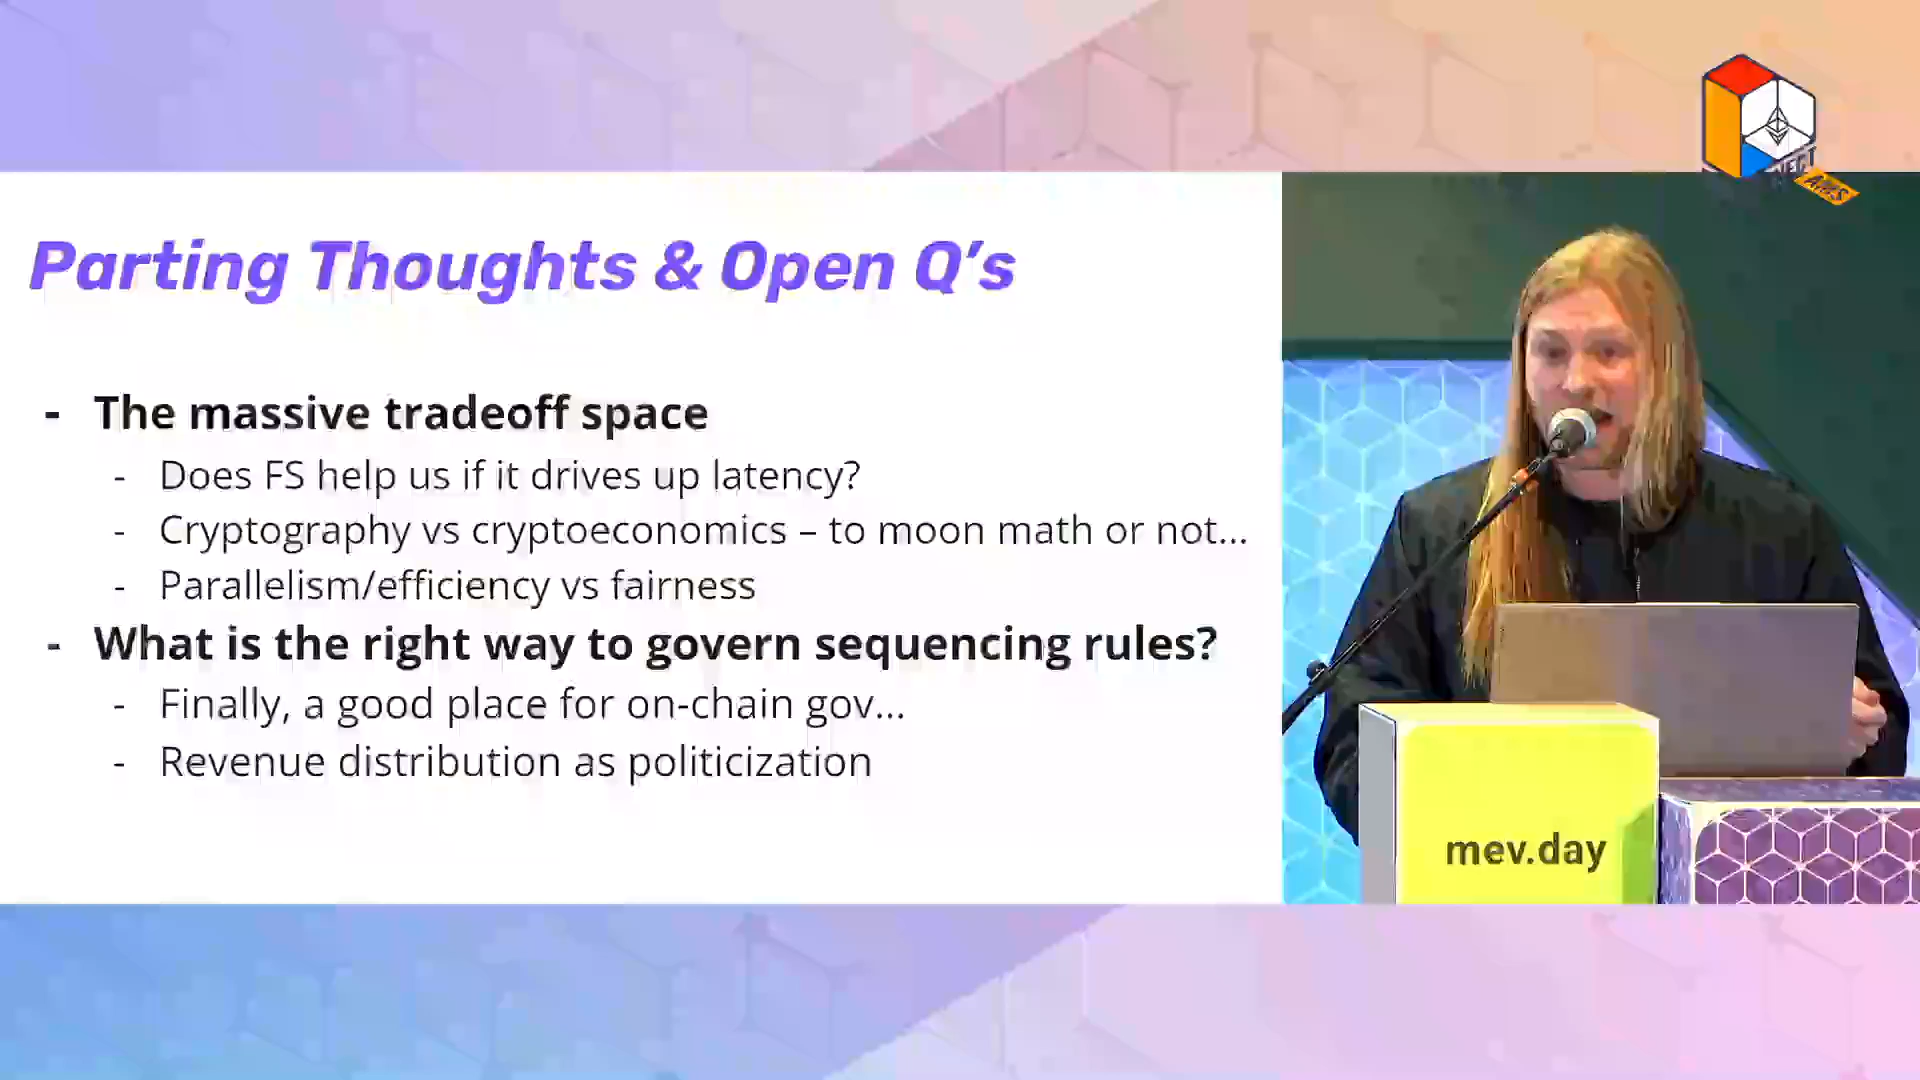 Parting Thoughts & Open Q's
- The massive tradeoff space
- Does FS help us if it drives up latency?
- Cryptography vs cryptoeconomics – to moon math or not...
- Parallelism/efficiency vs fairness
- What is the right way to govern sequencing rules?
- Finally, a good place for on-chain gov...
- Revenue distribution as politicization
mev.day
AMS